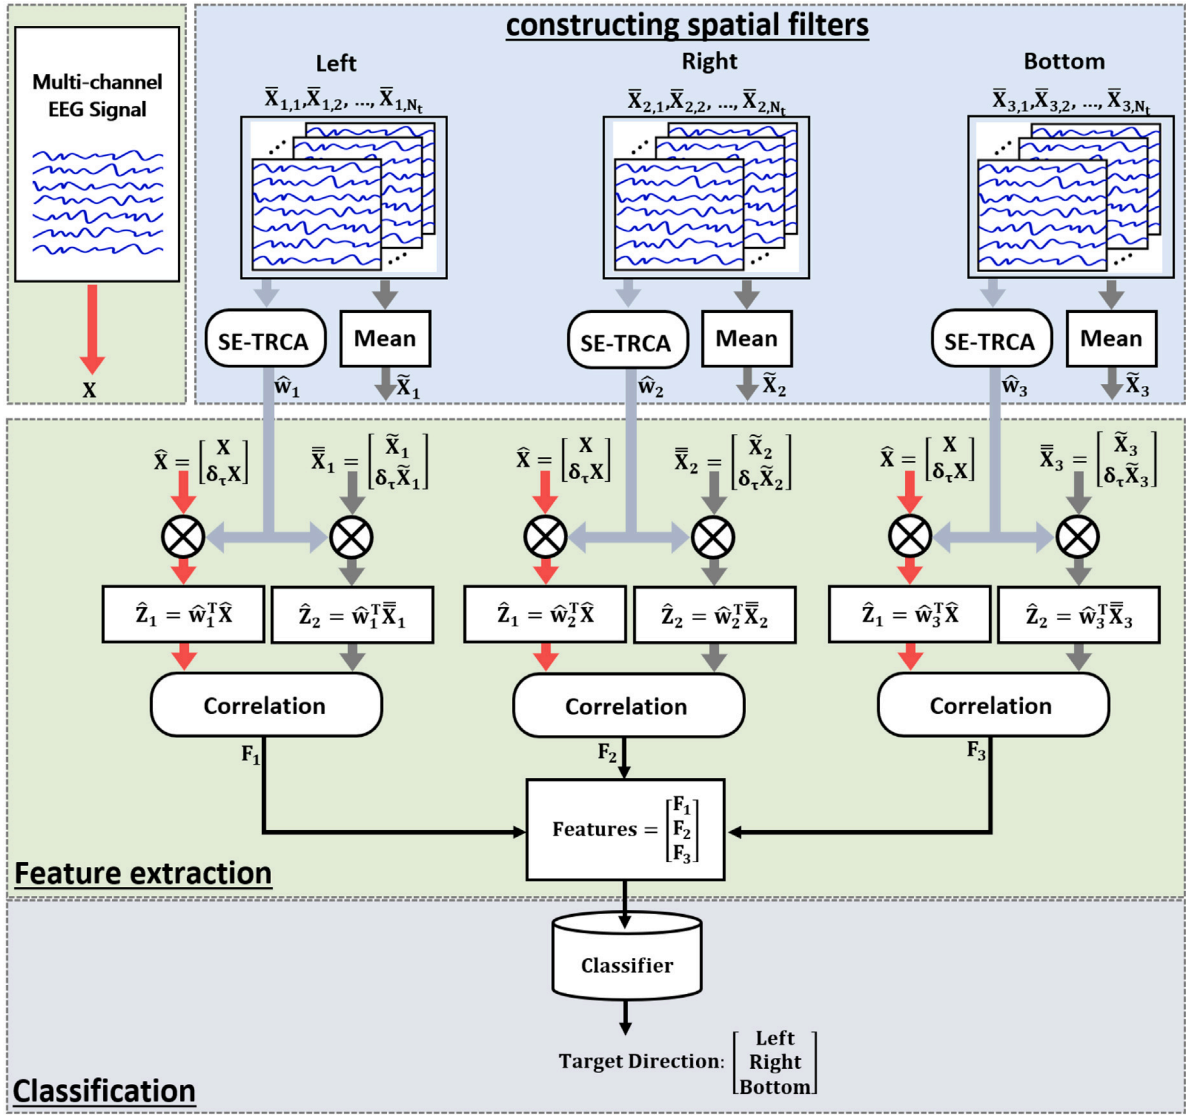 constructing spatial filters
Multi-channel
EEG Signal
X
Left
X̅1,1,X̅1,2, ..., X̅1,Nt
SE-TRCA
Mean
ŵ1
X̃1
Right
X̅2,1,X̅2,2, ..., X̅2,Nt
SE-TRCA
Mean
ŵ2
X̃2
Bottom
X̅3,1,X̅3,2, ..., X̅3,Nt
SE-TRCA
Mean
ŵ3
X̃3
X̂ = [X
δτX]
X̿1 = [X̃1
δτX̃1]
X̂ = [X
δτX]
X̿2 = [X̃2
δτX̃2]
X̂ = [X
δτX]
X̿3 = [X̃3
δτX̃3]
Ẑ1 = ŵ1ᵀX̂
Ẑ2 = ŵ1ᵀX̿1
Ẑ1 = ŵ2ᵀX̂
Ẑ2 = ŵ2ᵀX̿2
Ẑ1 = ŵ3ᵀX̂
Ẑ2 = ŵ3ᵀX̿3
Correlation
Correlation
Correlation
F1
F2
F3
Features = [F1
F2
F3]
Feature extraction
Classifier
Target Direction: [Left
Right
Bottom]
Classification